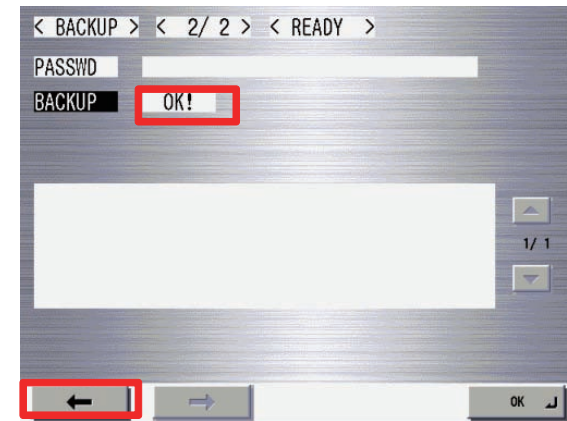 < BACKUP > < 2/ 2 > < READY >
PASSWD
BACKUP OK!
1/ 1
OK